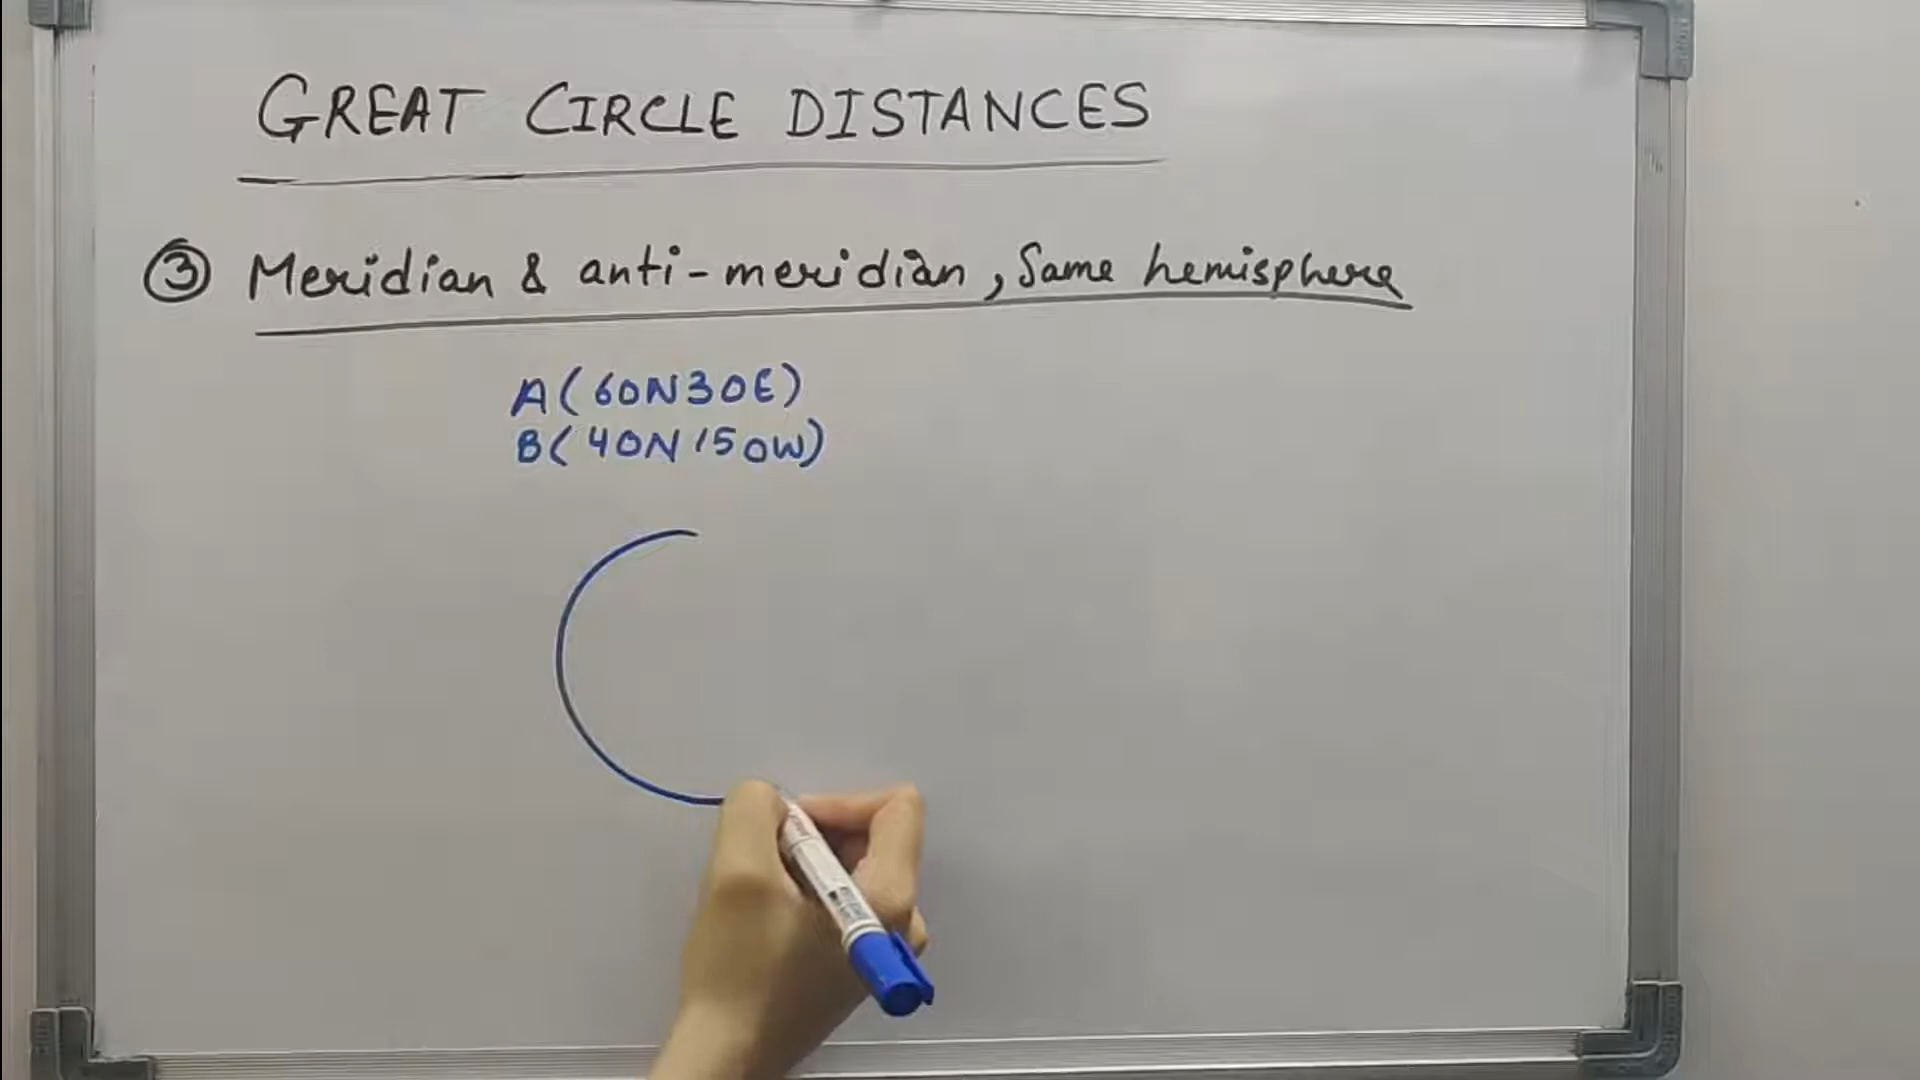 GREAT CIRCLE DISTANCES
③ Meridian & anti-meridian, Same hemisphere
A(60N30E)
B(40N150W)